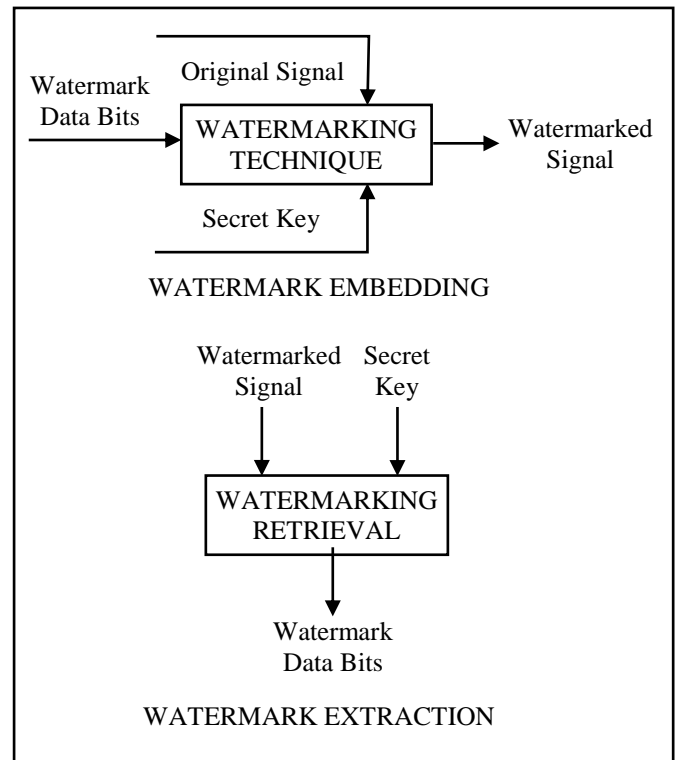 Original Signal
Watermark
Data Bits
WATERMARKING
TECHNIQUE
Watermarked
Signal
Secret Key
WATERMARK EMBEDDING
Watermarked
Signal
Secret
Key
WATERMARKING
RETRIEVAL
Watermark
Data Bits
WATERMARK EXTRACTION